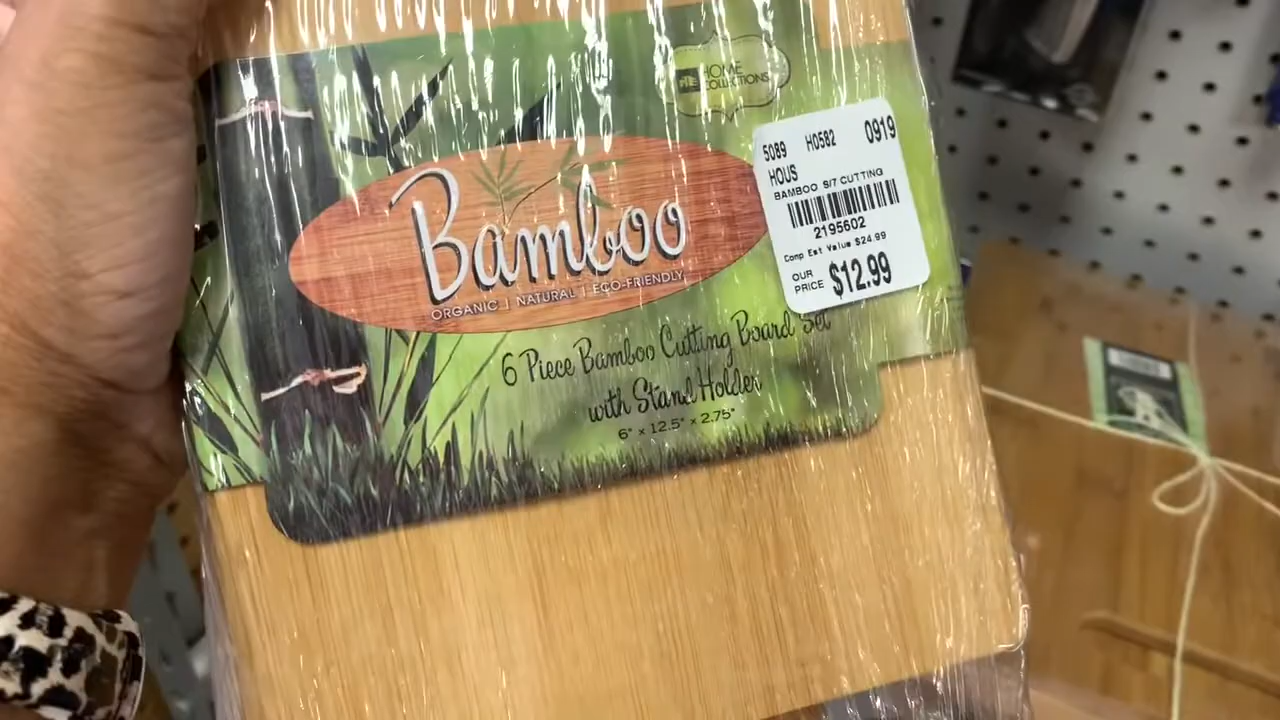 HOME
COLLECTIONS
5089 H0582 0919
HOUS
BAMBOO S/7 CUTTING
2195602
Comp Est Value $24.99
OUR
PRICE $12.99
Bamboo
ORGANIC | NATURAL | ECO-FRIENDLY
6 Piece Bamboo Cutting Board Set
with Stand Holder
6" x 12.5" x 2.75"